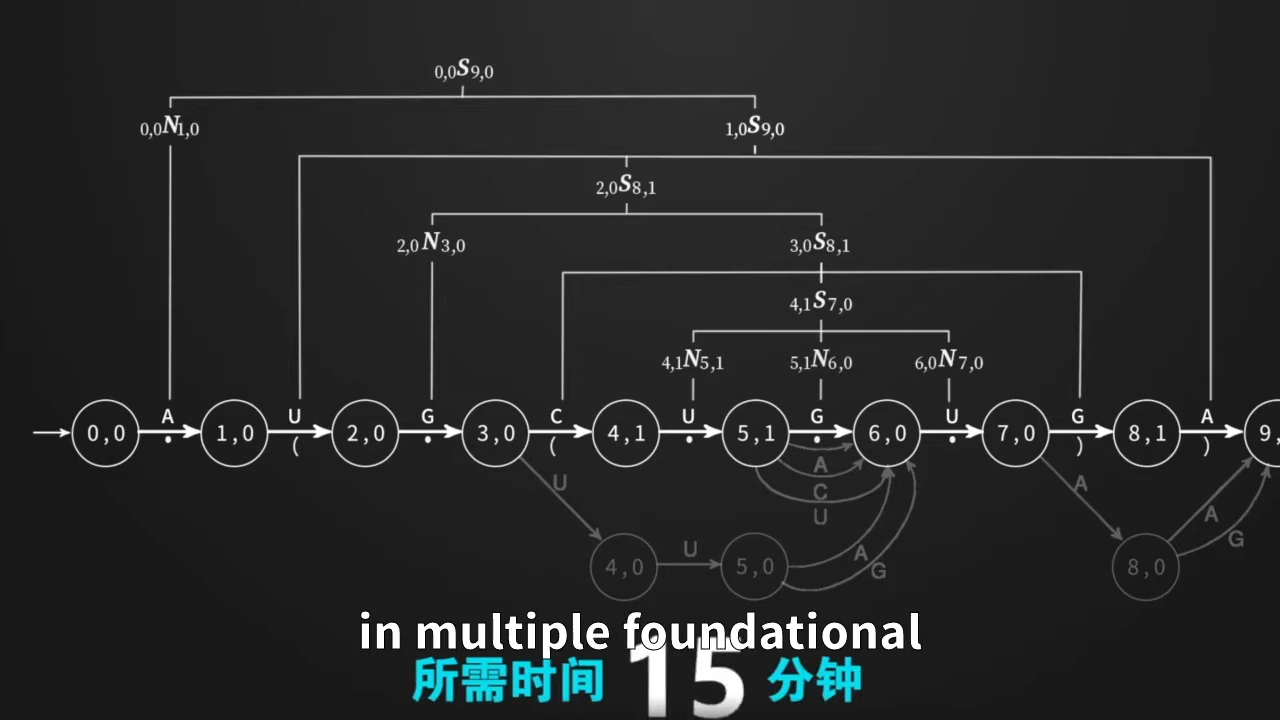 0,0S9,0
0,0N1,0 1,0S9,0
2,0S8,1
2,0N3,0 3,0S8,1
4,1S7,0
4,1N5,1 5,1N6,0 6,0N7,0
A U G C U G U G A
0,0 1,0 2,0 3,0 4,1 5,1 6,0 7,0 8,1 9,
. ( . ( . . . ) )
A
C
U
U A
A
G
4,0 U 5,0 A G 8,0
in multiple foundational
所需时间 15 分钟